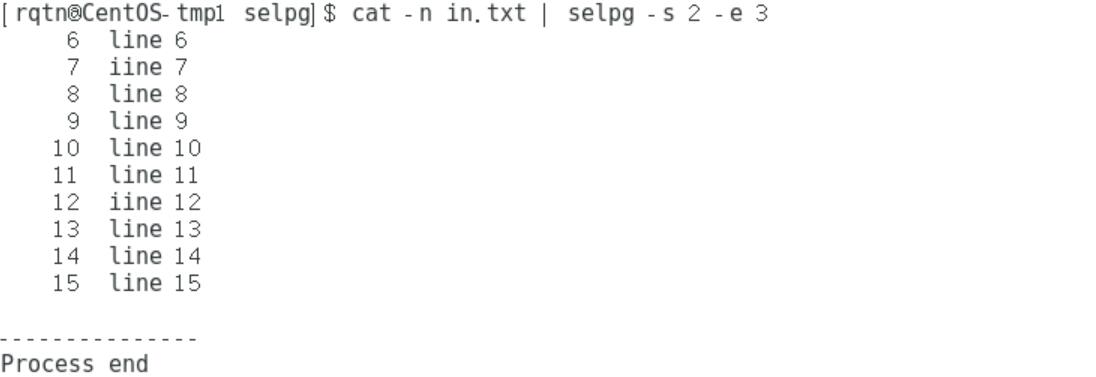 [rqtn@CentOS-tmp1 selpg]$ cat -n in.txt | selpg -s 2 -e 3
6 line 6
7 iine 7
8 line 8
9 line 9
10 line 10
11 line 11
12 iine 12
13 line 13
14 line 14
15 line 15
---------------
Process end